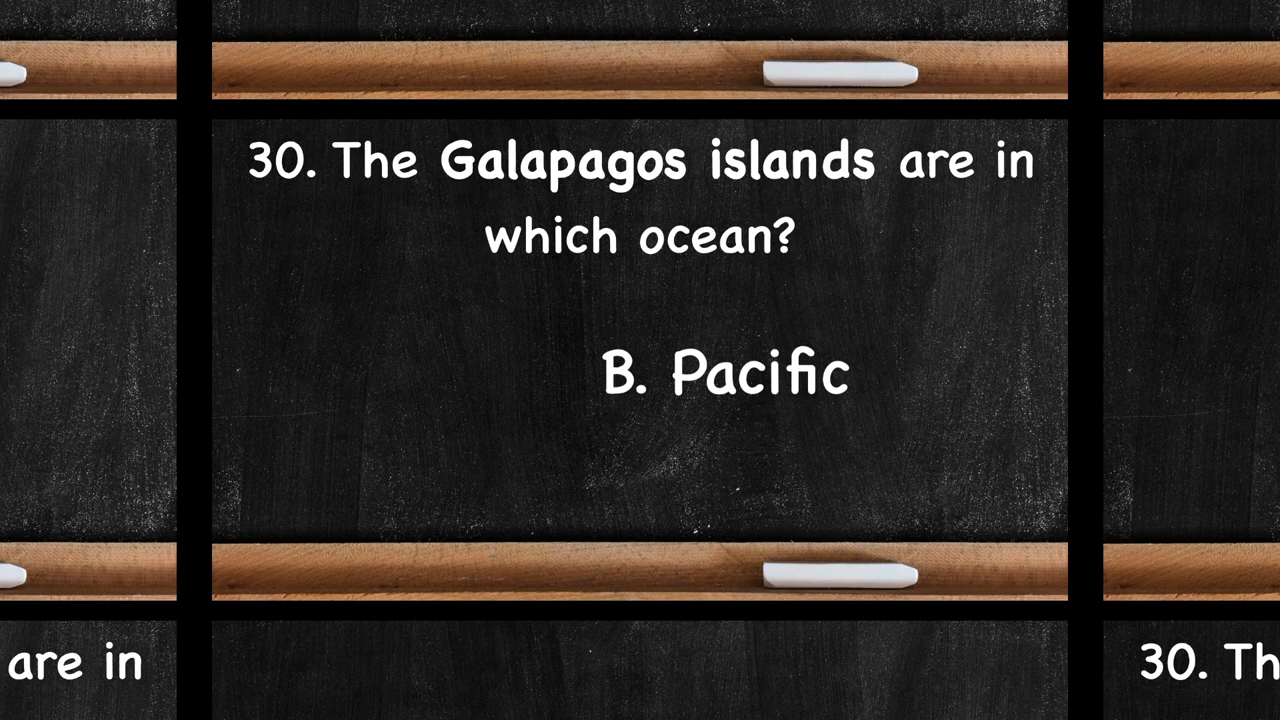 30. The Galapagos islands are in
which ocean?
B. Pacific
are in
30. Th